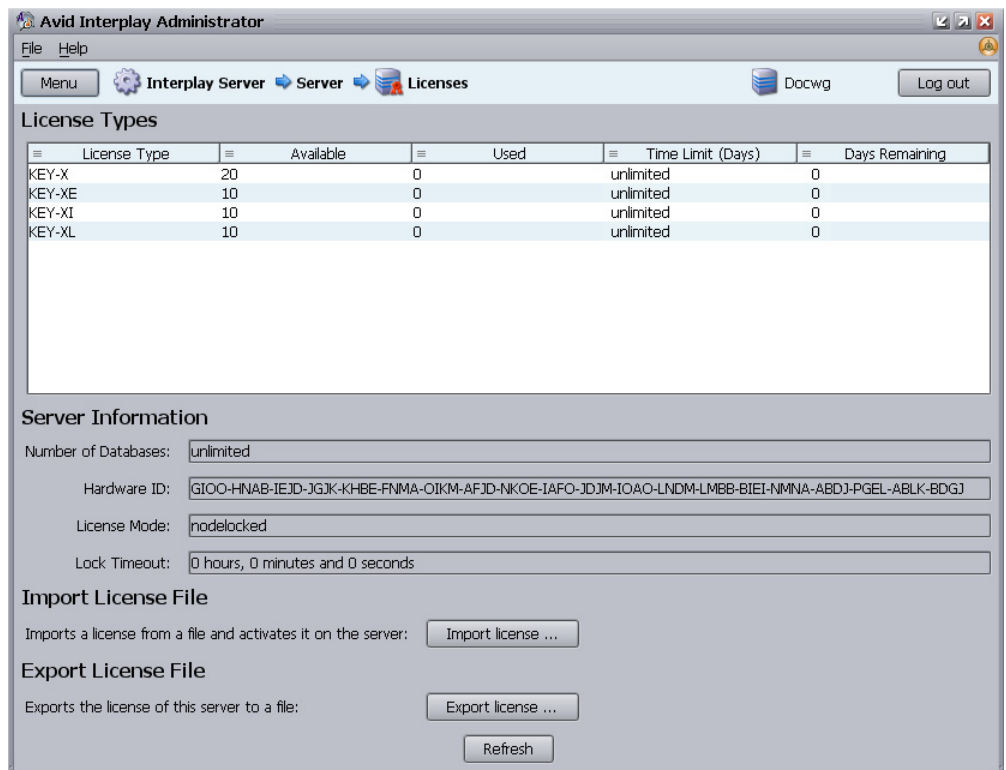 Avid Interplay Administrator
File Help
Menu Interplay Server Server Licenses Docwg Log out
License Types
License Type Available Used Time Limit (Days) Days Remaining
KEY-X 20 0 unlimited 0
KEY-XE 10 0 unlimited 0
KEY-XI 10 0 unlimited 0
KEY-XL 10 0 unlimited 0
Server Information
Number of Databases: unlimited
Hardware ID: GIOO-HNAB-IEJD-JGJK-KHBE-FNMA-OIKM-AFJD-NKOE-IAFO-JDJM-IOAO-LNDM-LMBB-BIEI-NMNA-ABDJ-PGEL-ABLK-BDGJ
License Mode: nodelocked
Lock Timeout: 0 hours, 0 minutes and 0 seconds
Import License File
Imports a license from a file and activates it on the server: Import license ...
Export License File
Exports the license of this server to a file: Export license ...
Refresh